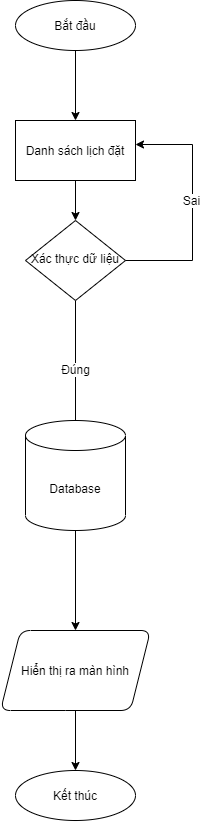 Bắt đầu
Danh sách lịch đặt
Sai
Xác thực dữ liệu
Đúng
Database
Hiển thị ra màn hình
Kết thúc